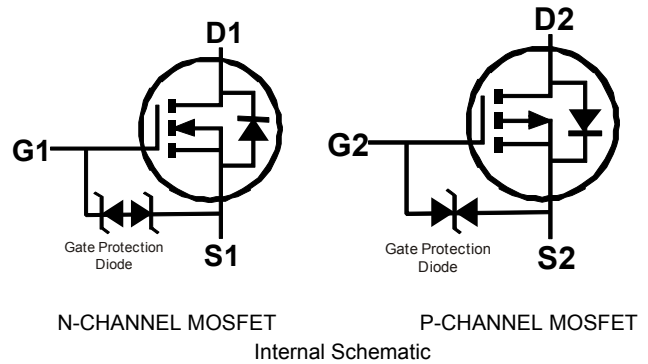 D1
D2
G1
G2
Gate Protection
Diode
S1
Gate Protection
Diode
S2
N-CHANNEL MOSFET
P-CHANNEL MOSFET
Internal Schematic